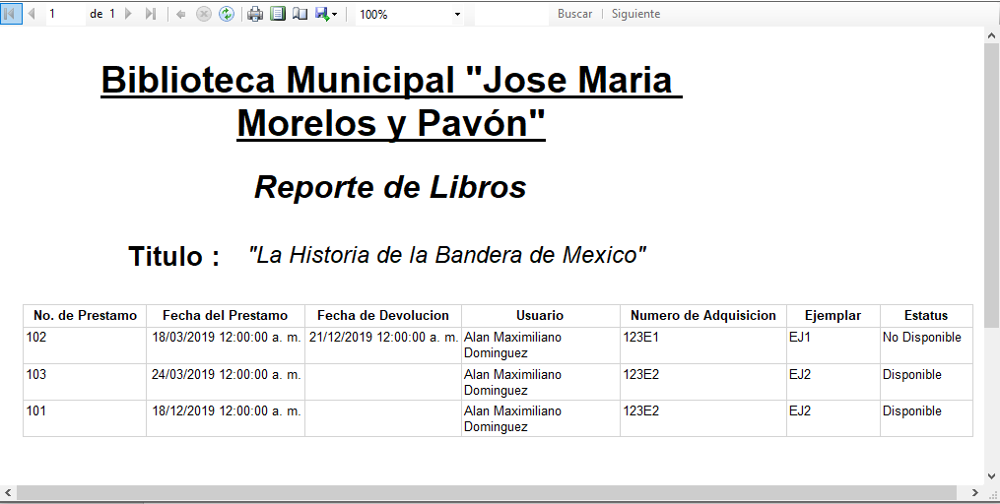 1 de 1 100% Buscar Siguiente
Biblioteca Municipal "Jose Maria
Morelos y Pavón"
Reporte de Libros
Titulo : "La Historia de la Bandera de Mexico"
No. de Prestamo Fecha del Prestamo Fecha de Devolucion Usuario Numero de Adquisicion Ejemplar Estatus
102 18/03/2019 12:00:00 a. m. 21/12/2019 12:00:00 a. m. Alan Maximiliano 123E1 EJ1 No Disponible
Dominguez
103 24/03/2019 12:00:00 a. m. Alan Maximiliano 123E2 EJ2 Disponible
Dominguez
101 18/12/2019 12:00:00 a. m. Alan Maximiliano 123E2 EJ2 Disponible
Dominguez